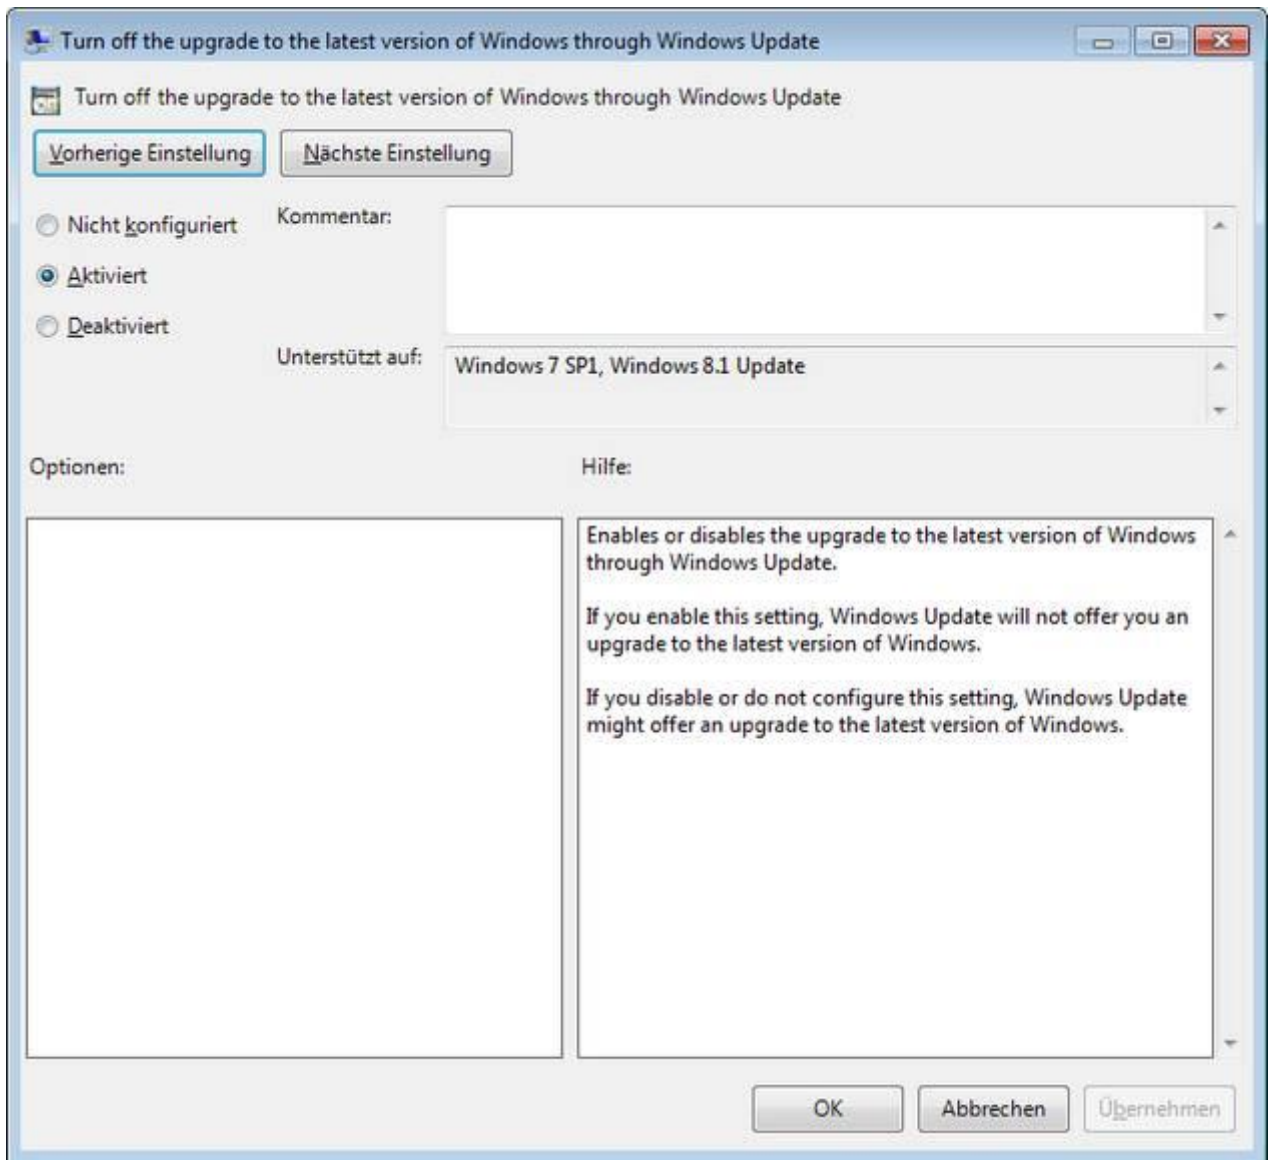 Turn off the upgrade to the latest version of Windows through Windows Update
Turn off the upgrade to the latest version of Windows through Windows Update
Vorherige Einstellung
Nächste Einstellung
Nicht konfiguriert
Kommentar:
Aktiviert
Deaktiviert
Unterstützt auf:
Windows 7 SP1, Windows 8.1 Update
Optionen:
Hilfe:
Enables or disables the upgrade to the latest version of Windows
through Windows Update.
If you enable this setting, Windows Update will not offer you an
upgrade to the latest version of Windows.
If you disable or do not configure this setting, Windows Update
might offer an upgrade to the latest version of Windows.
OK
Abbrechen
Übernehmen